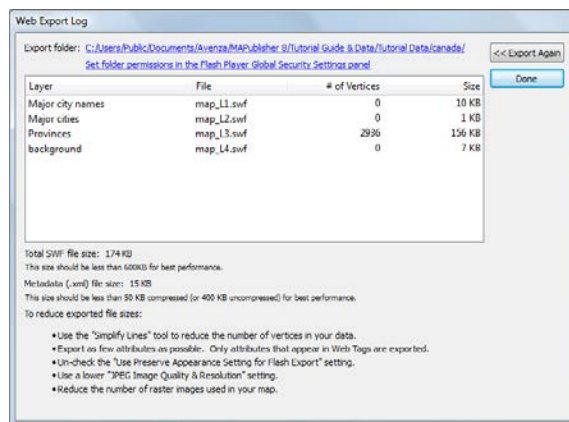 Web Export Log
Export folder: C:/Users/Public/Documents/Avenza/MAPublisher 8/Tutorial Guide & Data/Tutorial Data/canada/
<< Export Again
Set folder permissions in the Flash Player Global Security Settings panel
Done
Layer File # of Vertices Size
Major city names map_L1.swf 0 10 KB
Major cities map_L2.swf 0 1 KB
Provinces map_L3.swf 2936 156 KB
background map_L4.swf 0 7 KB
Total SWF file size: 174 KB
This size should be less than 600KB for best performance.
Metadata (.xml) file size: 15 KB
This size should be less than 50 KB compressed (or 400 KB uncompressed) for best performance.
To reduce exported file sizes:
• Use the "Simplify Lines" tool to reduce the number of vertices in your data.
• Export as few attributes as possible. Only attributes that appear in Web Tags are exported.
• Un-check the "Use Preserve Appearance Setting for Flash Export" setting.
• Use a lower "JPEG Image Quality & Resolution" setting.
• Reduce the number of raster images used in your map.